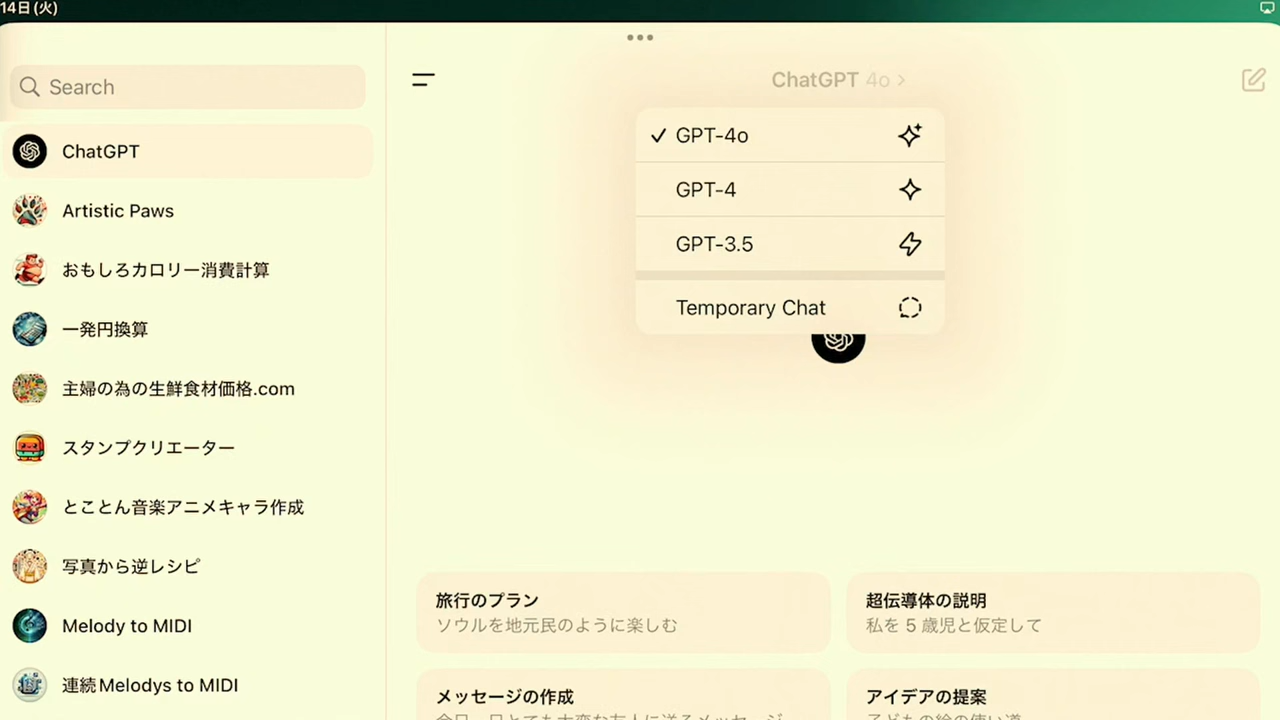 14日(火)
Search
ChatGPT
Artistic Paws
おもしろカロリー消費計算
一発円換算
主婦の為の生鮮食材価格.com
スタンプクリエーター
とことん音楽アニメキャラ作成
写真から逆レシピ
Melody to MIDI
連続Melodys to MIDI
ChatGPT 4o >
GPT-4o
GPT-4
GPT-3.5
Temporary Chat
旅行のプラン
ソウルを地元民のように楽しむ
超伝導体の説明
私を 5 歳児と仮定して
メッセージの作成
アイデアの提案